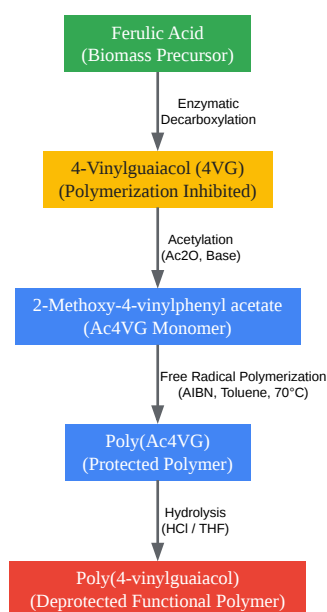 Ferulic Acid
(Biomass Precursor)
Enzymatic
Decarboxylation
4-Vinylguaiacol (4VG)
(Polymerization Inhibited)
Acetylation
(Ac2O, Base)
2-Methoxy-4-vinylphenyl acetate
(Ac4VG Monomer)
Free Radical Polymerization
(AIBN, Toluene, 70°C)
Poly(Ac4VG)
(Protected Polymer)
Hydrolysis
(HCl / THF)
Poly(4-vinylguaiacol)
(Deprotected Functional Polymer)